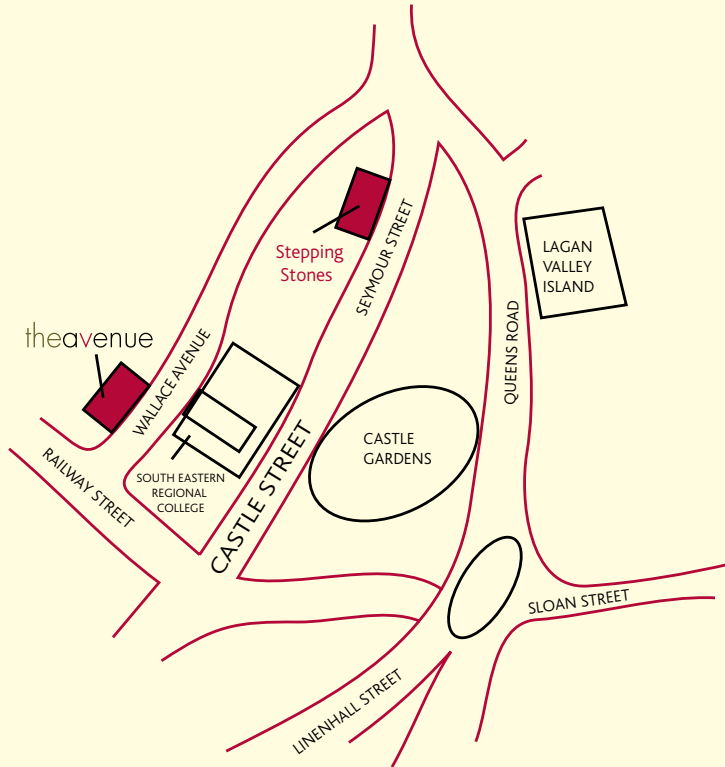 SEYMOUR STREET
Stepping
Stones
LAGAN
VALLEY
ISLAND
QUEENS ROAD
theavenue
WALLACE AVENUE
CASTLE
GARDENS
CASTLE STREET
RAILWAY STREET
SOUTH EASTERN
REGIONAL
COLLEGE
SLOAN STREET
LINENHALL STREET